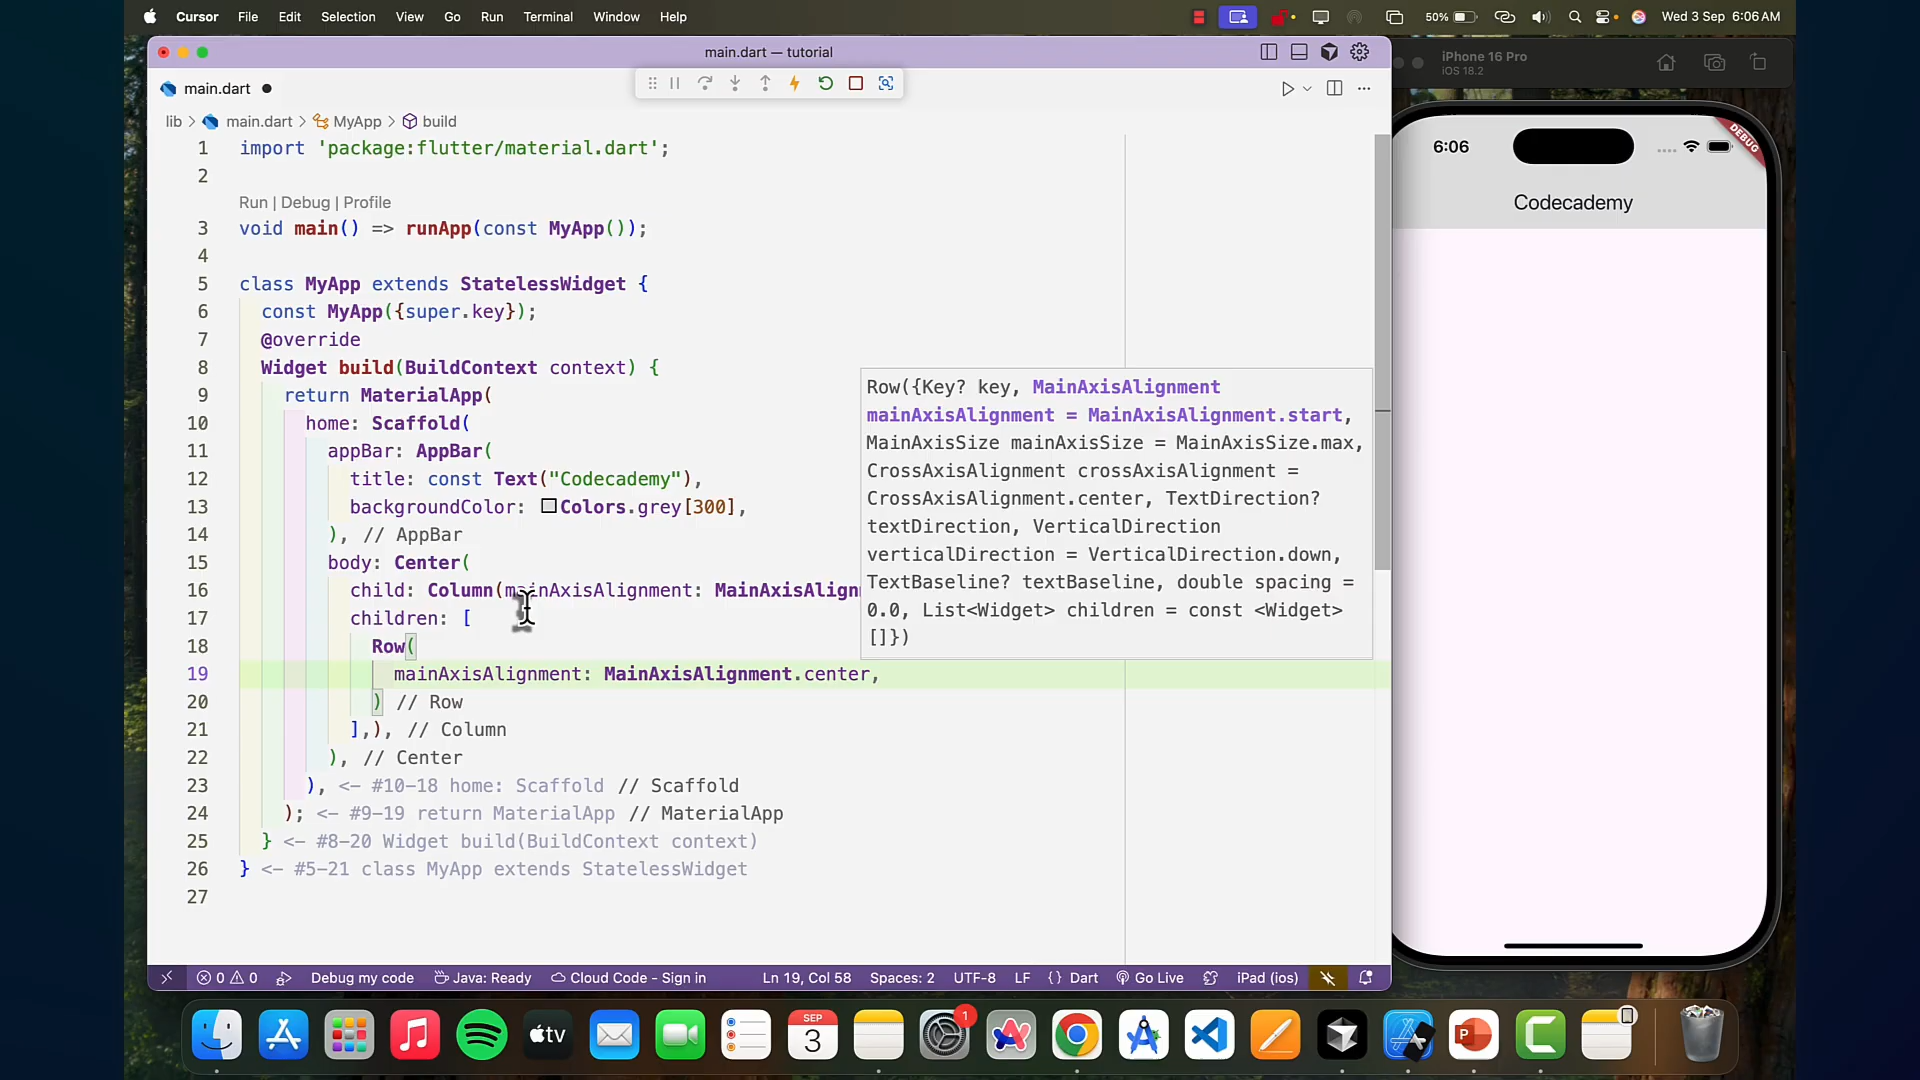 Cursor File Edit Selection View Go Run Terminal Window Help
50% Wed 3 Sep 6:06 AM
main.dart — tutorial
main.dart
lib > main.dart > MyApp > build
1 import 'package:flutter/material.dart';
2
Run | Debug | Profile
3 void main() => runApp(const MyApp());
4
5 class MyApp extends StatelessWidget {
6 const MyApp({super.key});
7 @override
8 Widget build(BuildContext context) {
9 return MaterialApp(
10 home: Scaffold(
11 appBar: AppBar(
12 title: const Text("Codecademy"),
13 backgroundColor: Colors.grey[300],
14 ), // AppBar
15 body: Center(
16 child: Column(mainAxisAlignment: MainAxisAlign
17 children: [
18 Row(
19 mainAxisAlignment: MainAxisAlignment.center,
20 ) // Row
21 ],), // Column
22 ), // Center
23 ), <- #10-18 home: Scaffold // Scaffold
24 ); <- #9-19 return MaterialApp // MaterialApp
25 } <- #8-20 Widget build(BuildContext context)
26 } <- #5-21 class MyApp extends StatelessWidget
27
Row({Key? key, MainAxisAlignment
mainAxisAlignment = MainAxisAlignment.start,
MainAxisSize mainAxisSize = MainAxisSize.max,
CrossAxisAlignment crossAxisAlignment =
CrossAxisAlignment.center, TextDirection?
textDirection, VerticalDirection
verticalDirection = VerticalDirection.down,
TextBaseline? textBaseline, double spacing =
0.0, List<Widget> children = const <Widget>
[]})
0 0 Debug my code Java: Ready Cloud Code - Sign in Ln 19, Col 58 Spaces: 2 UTF-8 LF {} Dart Go Live iPad (ios)
iPhone 16 Pro
iOS 18.2
6:06
DEBUG
Codecademy
tv
SEP
3
1